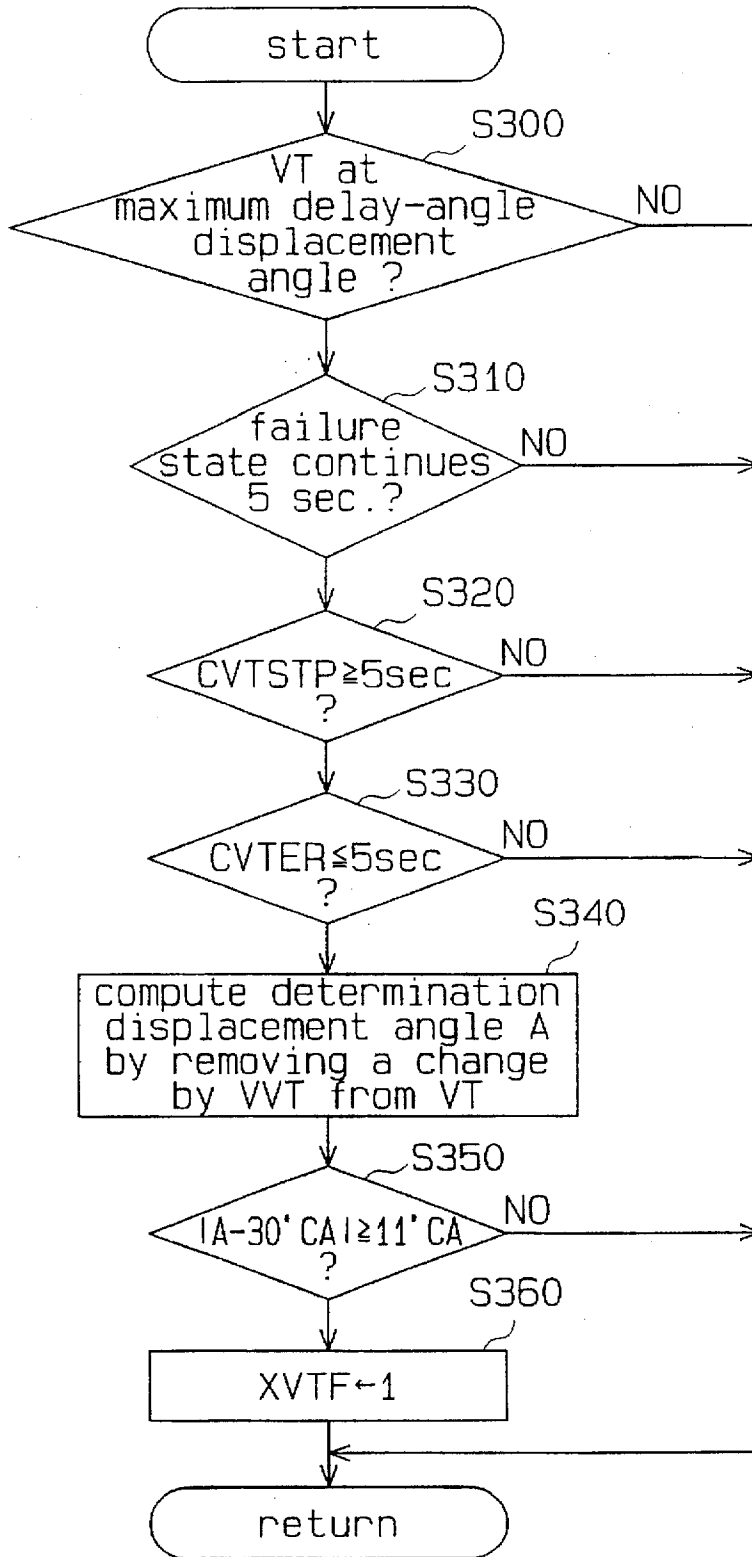 start
S300
VT at
maximum delay-angle
displacement
angle ?
NO
S310
failure
state continues
5 sec.?
NO
S320
CVTSTP≧5sec
?
NO
S330
CVTER≦5sec
?
NO
S340
compute determination
displacement angle A
by removing a change
by VVT from VT
S350
|A-30°CA|≧11°CA
?
NO
S360
XVTF←1
return